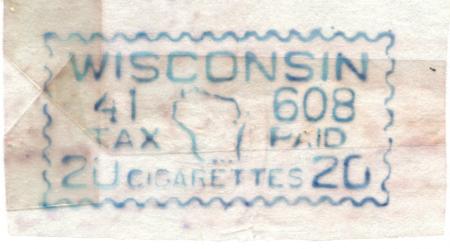 WISCONSIN
41 608
TAX PAID
20 CIGARETTES 20